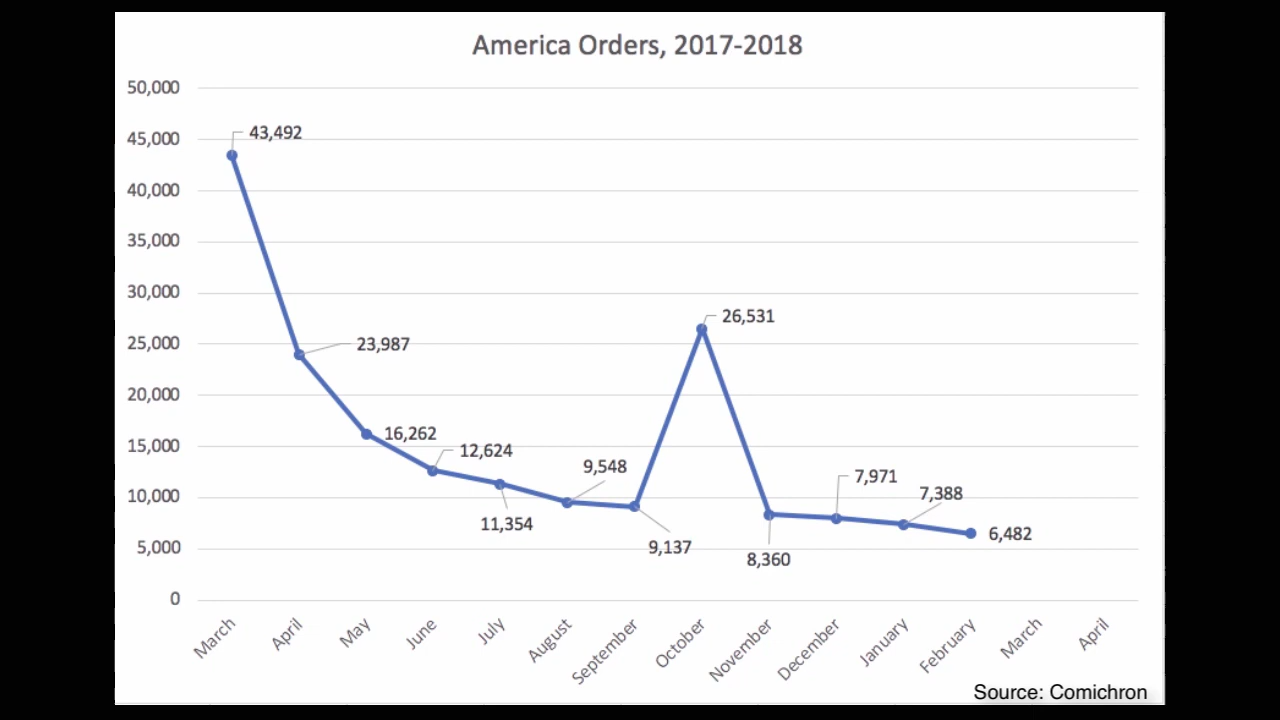 America Orders, 2017-2018
50,000
45,000
40,000
35,000
30,000
25,000
20,000
15,000
10,000
5,000
0
43,492
23,987
16,262
12,624
11,354
9,548
9,137
26,531
8,360
7,971
7,388
6,482
March
April
May
June
July
August
September
October
November
December
January
February
March
April
Source: Comichron